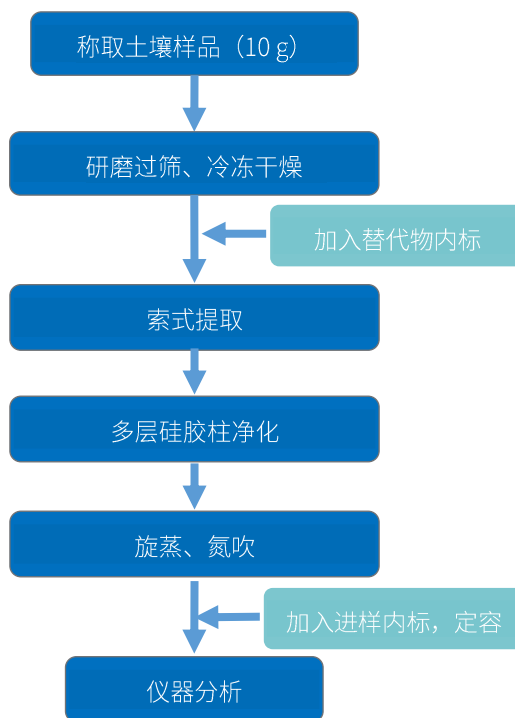 称取土壤样品（10 g）
研磨过筛、冷冻干燥
加入替代物内标
索式提取
多层硅胶柱净化
旋蒸、氮吹
加入进样内标，定容
仪器分析